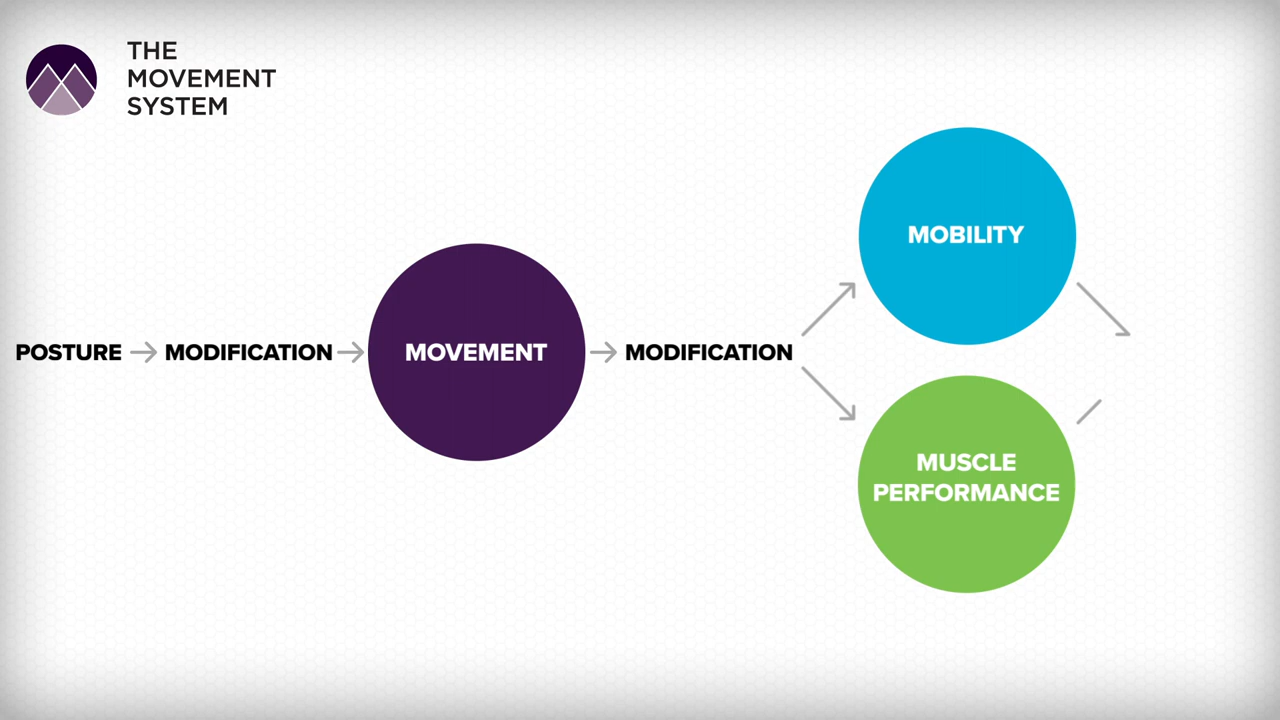 THE
MOVEMENT
SYSTEM
POSTURE
MODIFICATION
MOVEMENT
MODIFICATION
MOBILITY
MUSCLE
PERFORMANCE